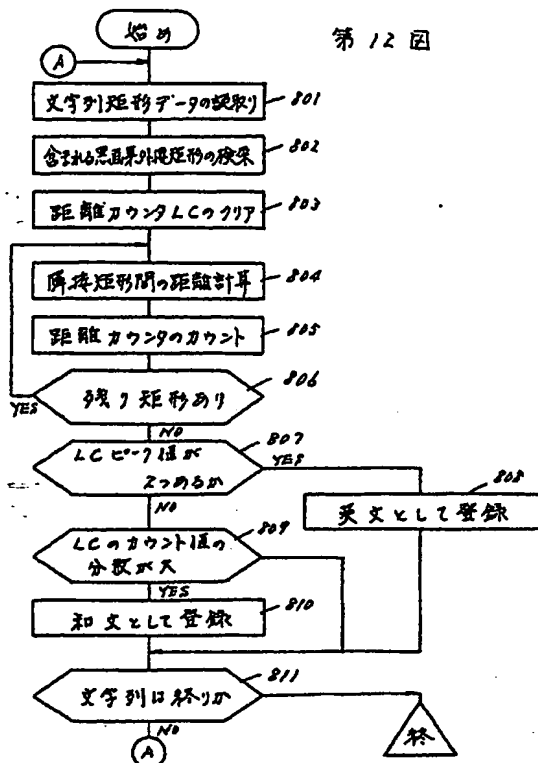 第12図
始め
A
文字列矩形データの読取り
801
含まれる黒画素外接矩形の検索
802
距離カウンタLCのクリア
803
隣接矩形間の距離計算
804
距離カウンタのカウント
805
残り矩形あり
806
YES
NO
LCピーク値が
2つあるか
807
YES
NO
英文として登録
808
LCのカウント値の
分散が大
809
YES
和文として登録
810
文字列は終りか
811
NO
A
終